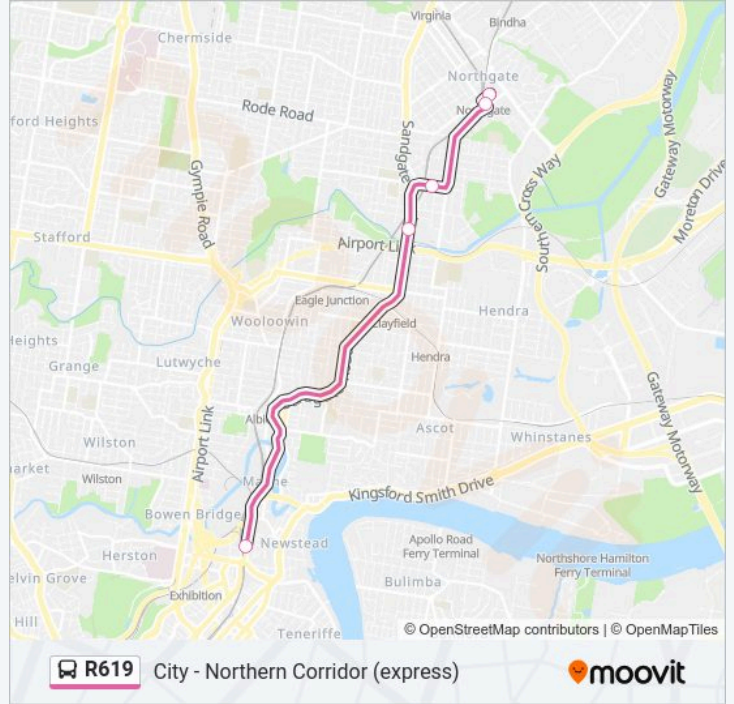 Virginia
Bindha
Chermside
Northgate
Rode Road
ford Heights
Sandgate
Gateway Motorway
Gympie Road
Southern Cross Way
Moreton Drive
Stafford
Airport Link
Eagle Junction
Hendra
Wooloowin
Clayfield
Heights
Lutwyche
Hendra
Grange
Gateway Motorway
Airport Link
Ascot
Whinstanes
Wilston
arket
Wilston
Kingsford Smith Drive
Bowen Bridge
Newstead
Apollo Road
Ferry Terminal
Herston
Northshore Hamilton
Ferry Terminal
elvin Grove
Bulimba
Exhibition
Hill
Teneriffe
© OpenStreetMap contributors | © OpenMapTiles
R619 City - Northern Corridor (express)
moovit